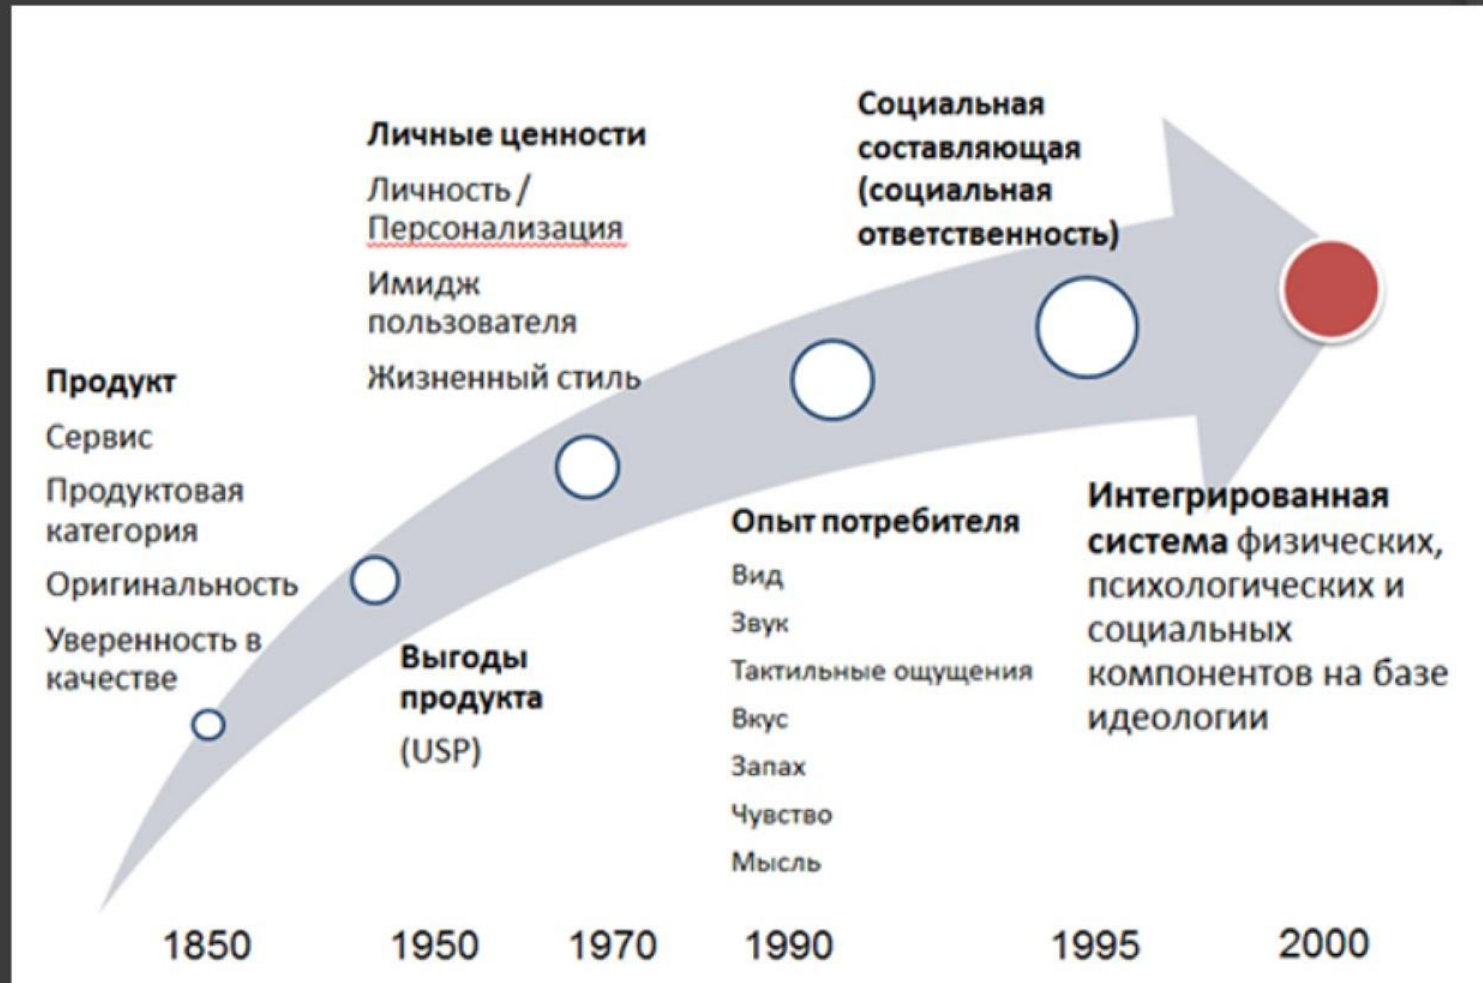 Продукт
Сервис
Продуктовая
категория
Оригинальность
Уверенность в
качестве
Выгоды
продукта
(USP)
Личные ценности
Личность /
Персонализация
Имидж
пользователя
Жизненный стиль
Опыт потребителя
Вид
Звук
Тактильные ощущения
Вкус
Запах
Чувство
Мысль
Социальная
составляющая
(социальная
ответственность)
Интегрированная
система физических,
психологических и
социальных
компонентов на базе
идеологии
1850 1950 1970 1990 1995 2000